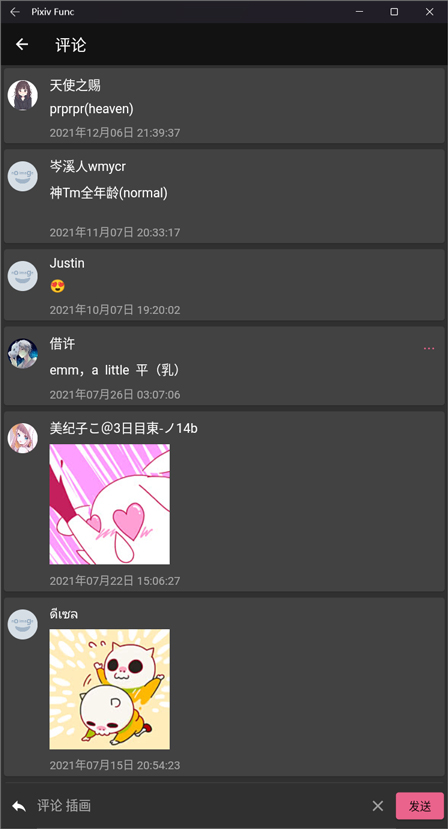 Pixiv Func
评论
天使之赐
prprpr(heaven)
2021年12月06日 21:39:37
岑溪人wmycr
神Tm全年龄(normal)
2021年11月07日 20:33:17
Justin
😍
2021年10月07日 19:20:02
借许
emm，a little 平（乳）
2021年07月26日 03:07:06
美纪子こ@3日目東-ノ14b
2021年07月22日 15:06:27
ดีเซล
2021年07月15日 20:54:23
评论 插画
发送